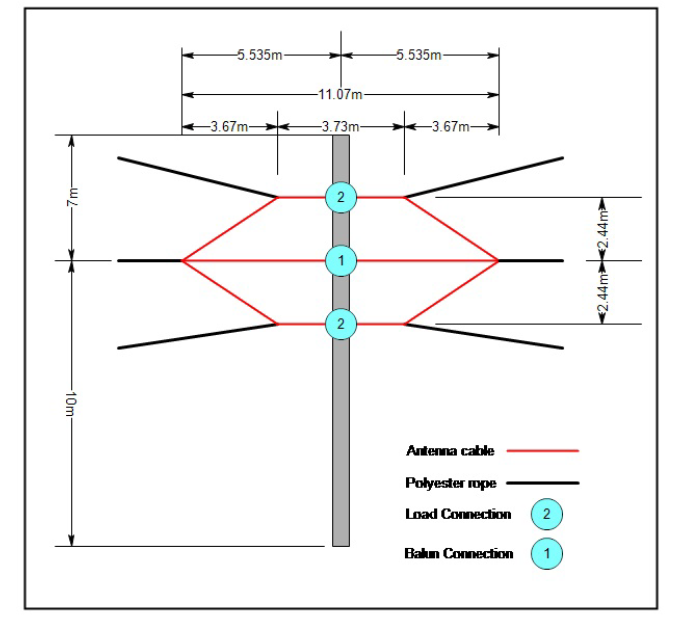 5.535m 5.535m
11.07m
3.67m 3.73m 3.67m
7m
2
2.44m
1
2.44m
2
10m
Antenna cable
Polyester rope
Load Connection 2
Balun Connection 1